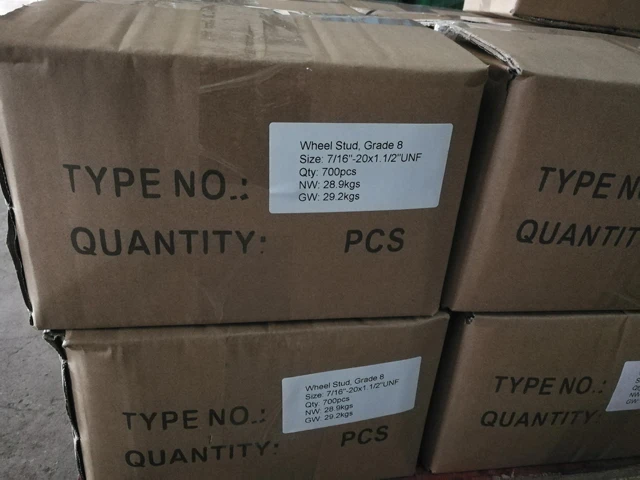 Wheel Stud, Grade 8
Size: 7/16"-20x1.1/2"UNF
Qty: 700pcs
NW: 28.9kgs
GW: 29.2kgs
TYPE NO.:
QUANTITY: PCS
TYPE N
QUANTIT
Wheel Stud, Grade 8
Size: 7/16"-20x1.1/2"UNF
Qty: 700pcs
NW: 28.9kgs
GW: 29.2kgs
TYPE NO.:
QUANTITY: PCS
TYPE NO.:
QUANTITY: